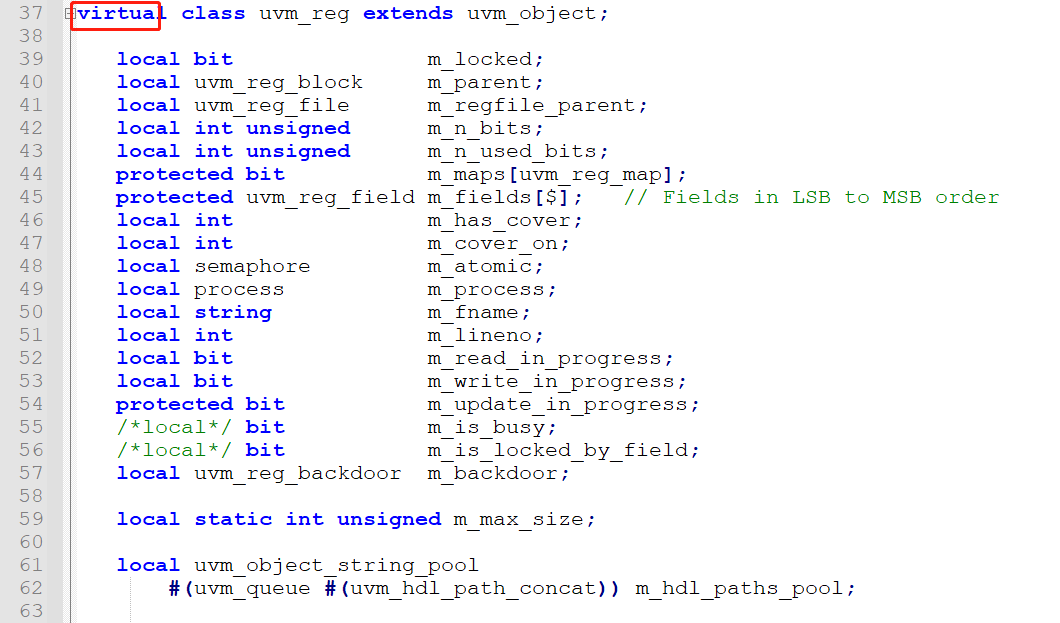 37 virtual class uvm_reg extends uvm_object;
38
39 local bit m_locked;
40 local uvm_reg_block m_parent;
41 local uvm_reg_file m_regfile_parent;
42 local int unsigned m_n_bits;
43 local int unsigned m_n_used_bits;
44 protected bit m_maps[uvm_reg_map];
45 protected uvm_reg_field m_fields[$]; // Fields in LSB to MSB order
46 local int m_has_cover;
47 local int m_cover_on;
48 local semaphore m_atomic;
49 local process m_process;
50 local string m_fname;
51 local int m_lineno;
52 local bit m_read_in_progress;
53 local bit m_write_in_progress;
54 protected bit m_update_in_progress;
55 /*local*/ bit m_is_busy;
56 /*local*/ bit m_is_locked_by_field;
57 local uvm_reg_backdoor m_backdoor;
58
59 local static int unsigned m_max_size;
60
61 local uvm_object_string_pool
62 #(uvm_queue #(uvm_hdl_path_concat)) m_hdl_paths_pool;
63